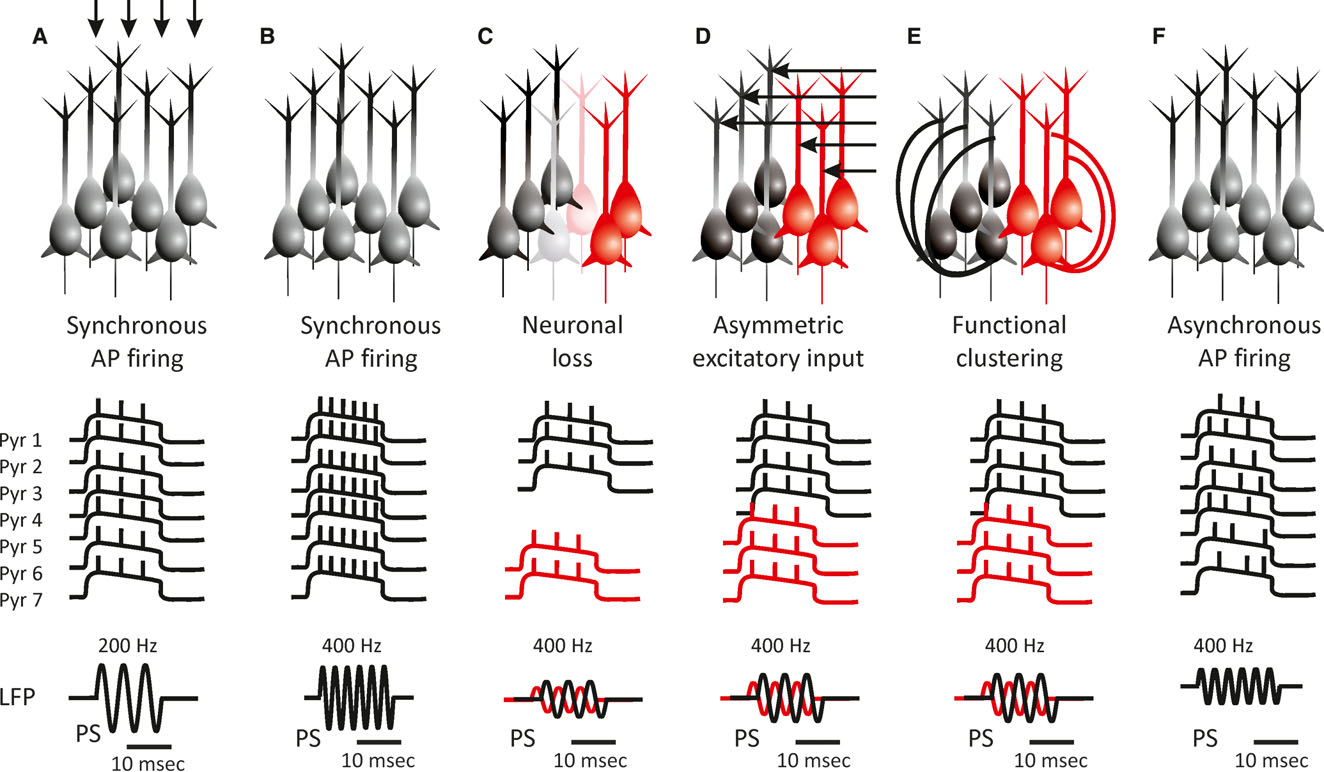 A B C D E F
Synchronous Synchronous Neuronal Asymmetric Functional Asynchronous
AP firing AP firing loss excitatory input clustering AP firing
Pyr 1
Pyr 2
Pyr 3
Pyr 4
Pyr 5
Pyr 6
Pyr 7
200 Hz 400 Hz 400 Hz 400 Hz 400 Hz 400 Hz
LFP
PS PS PS PS PS PS
10 msec 10 msec 10 msec 10 msec 10 msec 10 msec